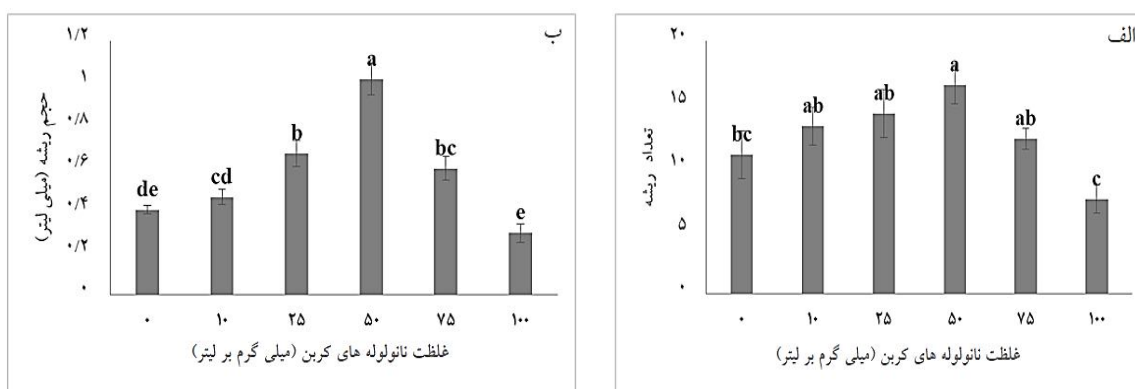 الف
۲۰
۱۵
۱۰
۵
۰
تعداد ریشه
bc
ab
ab
a
ab
c
۰ ۱۰ ۲۵ ۵۰ ۷۵ ۱۰۰
غلظت نانولوله های کربن (میلی گرم بر لیتر)
ب
۱/۲
۱
۰/۸
۰/۶
۰/۴
۰/۲
۰
حجم ریشه (میلی لیتر)
de
cd
b
a
bc
e
۰ ۱۰ ۲۵ ۵۰ ۷۵ ۱۰۰
غلظت نانولوله های کربن (میلی گرم بر لیتر)